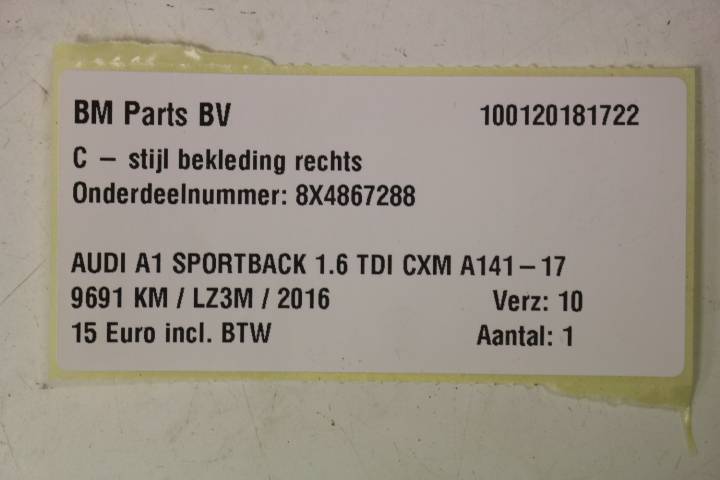 BM Parts BV 100120181722
C – stijl bekleding rechts
Onderdeelnummer: 8X4867288
AUDI A1 SPORTBACK 1.6 TDI CXM A141–17
9691 KM / LZ3M / 2016 Verz: 10
15 Euro incl. BTW Aantal: 1